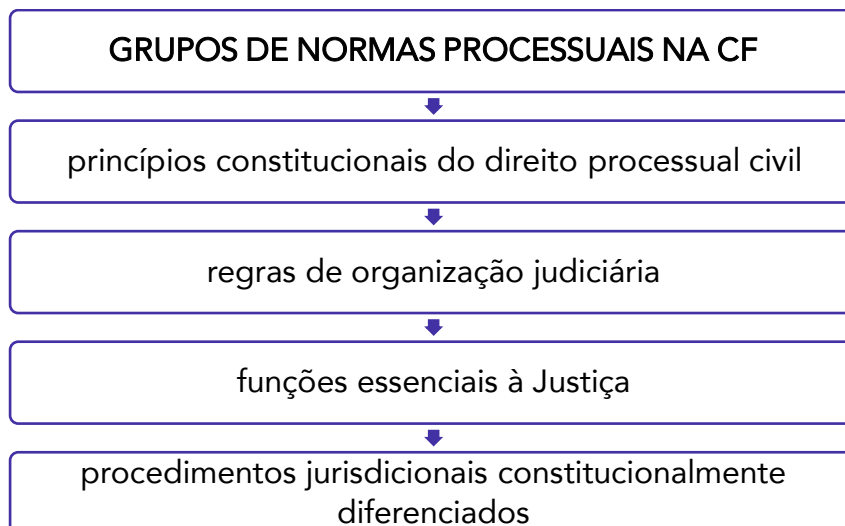 GRUPOS DE NORMAS PROCESSUAIS NA CF
princípios constitucionais do direito processual civil
regras de organização judiciária
funções essenciais à Justiça
procedimentos jurisdicionais constitucionalmente
diferenciados